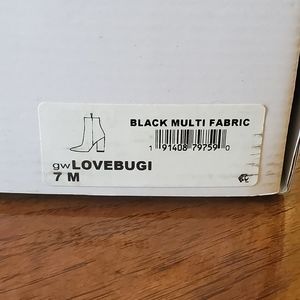 BLACK MULTI FABRIC
1 91408 79759 0
gwLOVEBUGI
7 M